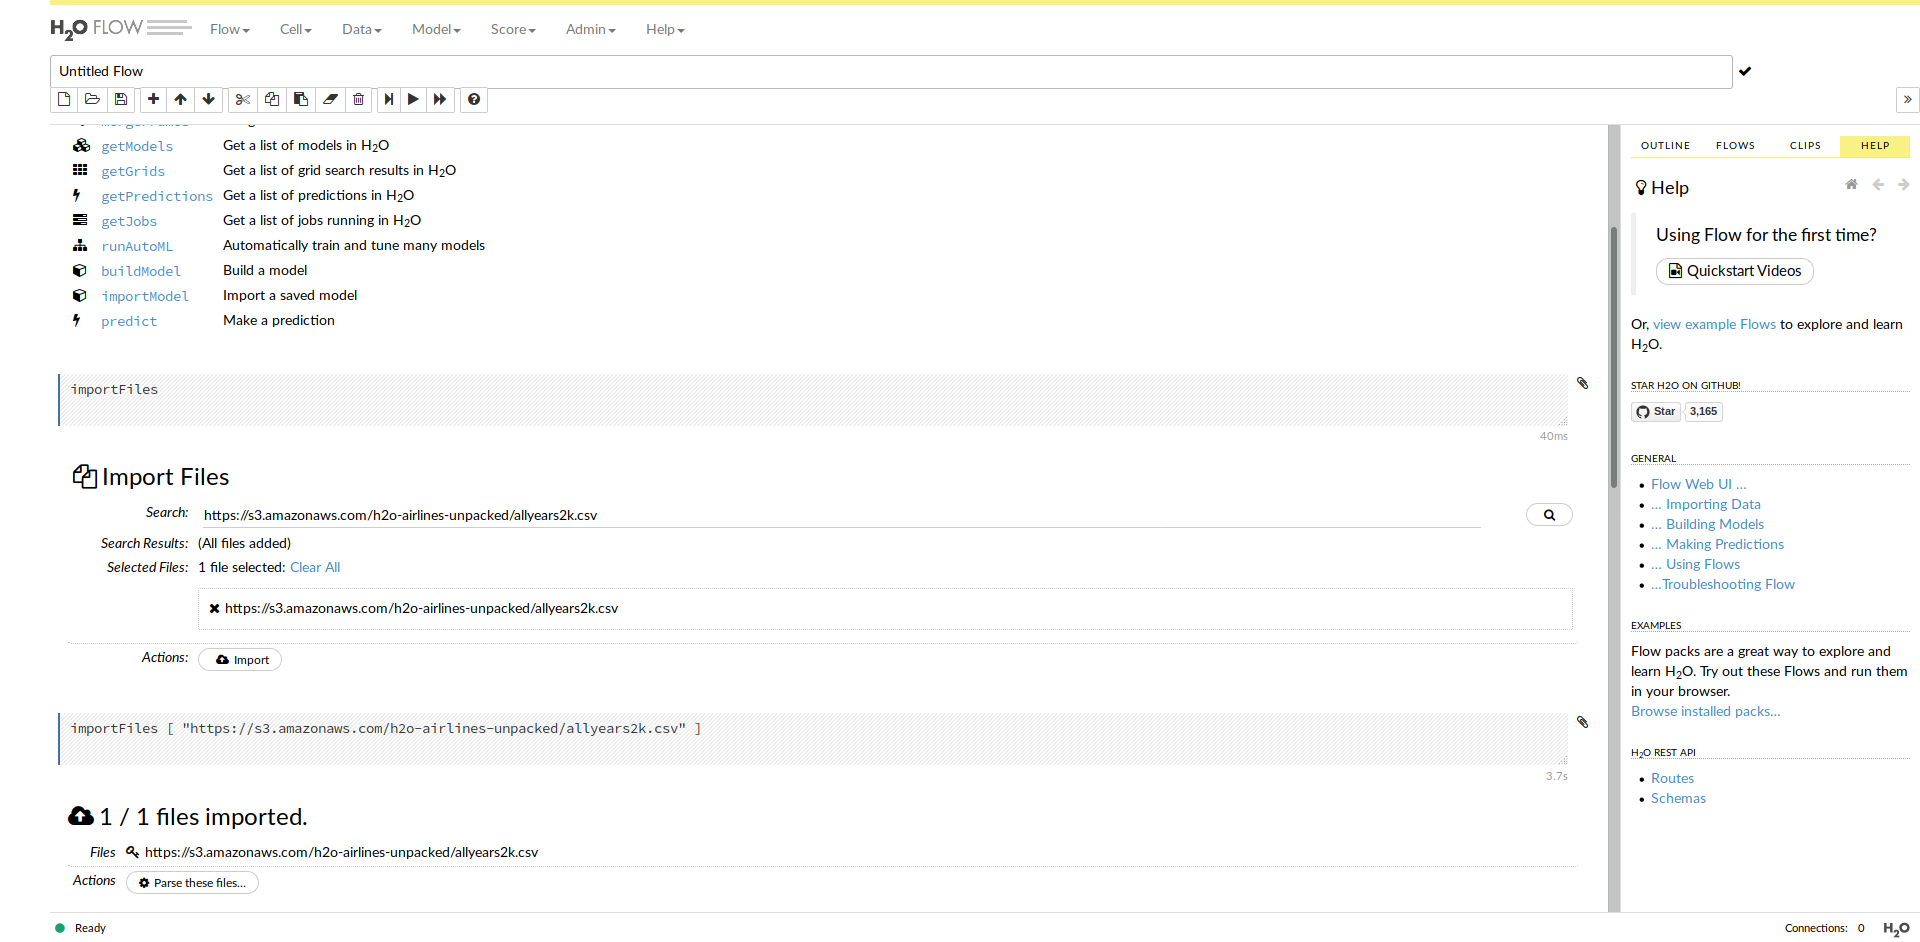 H2O FLOW Flow Cell Data Model Score Admin Help
Untitled Flow
getModels Get a list of models in H2O
getGrids Get a list of grid search results in H2O
getPredictions Get a list of predictions in H2O
getJobs Get a list of jobs running in H2O
runAutoML Automatically train and tune many models
buildModel Build a model
importModel Import a saved model
predict Make a prediction
importFiles
40ms
Import Files
Search: https://s3.amazonaws.com/h2o-airlines-unpacked/allyears2k.csv
Search Results: (All files added)
Selected Files: 1 file selected: Clear All
https://s3.amazonaws.com/h2o-airlines-unpacked/allyears2k.csv
Actions: Import
importFiles [ "https://s3.amazonaws.com/h2o-airlines-unpacked/allyears2k.csv" ]
3.7s
1 / 1 files imported.
Files https://s3.amazonaws.com/h2o-airlines-unpacked/allyears2k.csv
Actions Parse these files...
OUTLINE FLOWS CLIPS HELP
Help
Using Flow for the first time?
Quickstart Videos
Or, view example Flows to explore and learn
H2O.
STAR H2O ON GITHUB!
Star 3,165
GENERAL
• Flow Web UI ...
• ... Importing Data
• ... Building Models
• ... Making Predictions
• ... Using Flows
• ...Troubleshooting Flow
EXAMPLES
Flow packs are a great way to explore and
learn H2O. Try out these Flows and run them
in your browser.
Browse installed packs...
H2O REST API
• Routes
• Schemas
Ready
Connections: 0 H2O